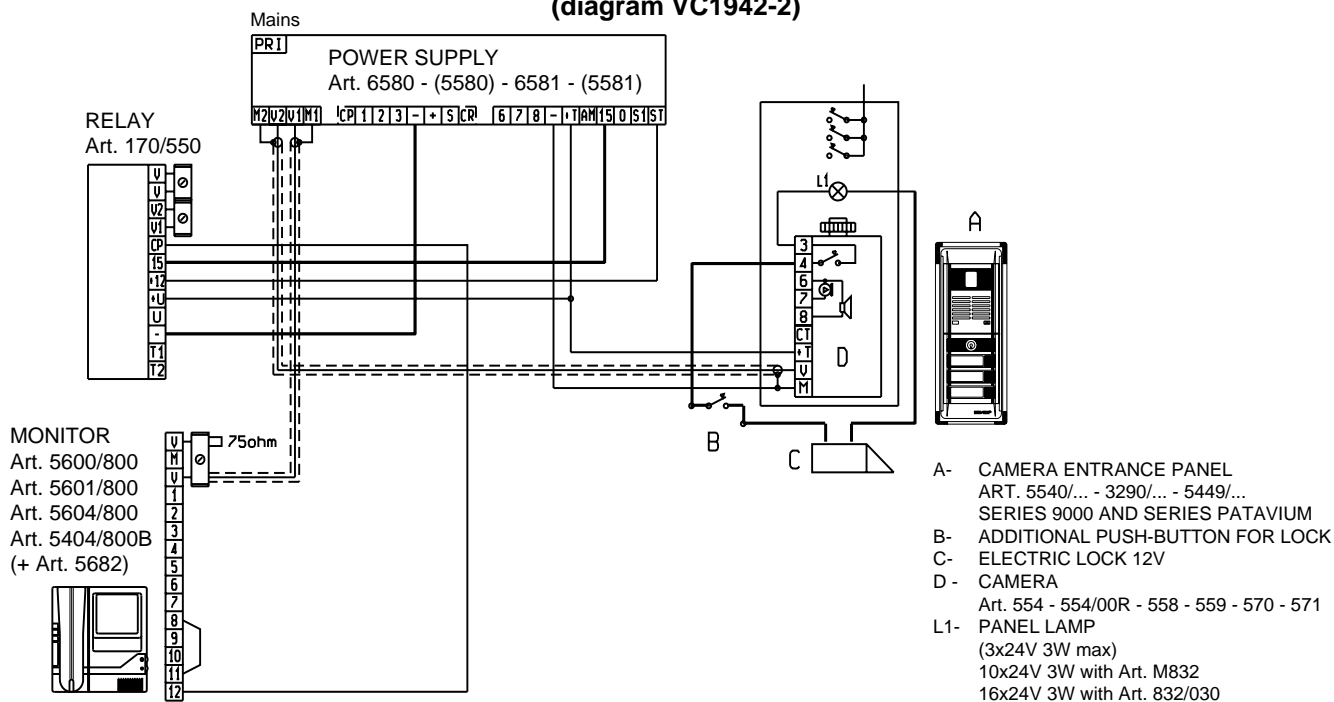 (diagram VC1942-2)
Mains
PRI
POWER SUPPLY
Art. 6580 - (5580) - 6581 - (5581)
M2 V2 V1 M1 CP 1 2 3 - + S CR 6 7 8 - +T AM 15 0 S1 ST
RELAY
Art. 170/550
V
V
V2
V1
CP
15
+12
+U
U
-
T1
T2
L1
3
4
6
7
8
CT
+T
V
M
D
A
B
C
MONITOR
Art. 5600/800
Art. 5601/800
Art. 5604/800
Art. 5404/800B
(+ Art. 5682)
V
M
V
1
2
3
4
5
6
7
8
9
10
11
12
75ohm
A- CAMERA ENTRANCE PANEL
ART. 5540/... - 3290/... - 5449/...
SERIES 9000 AND SERIES PATAVIUM
B- ADDITIONAL PUSH-BUTTON FOR LOCK
C- ELECTRIC LOCK 12V
D - CAMERA
Art. 554 - 554/00R - 558 - 559 - 570 - 571
L1- PANEL LAMP
(3x24V 3W max)
10x24V 3W with Art. M832
16x24V 3W with Art. 832/030